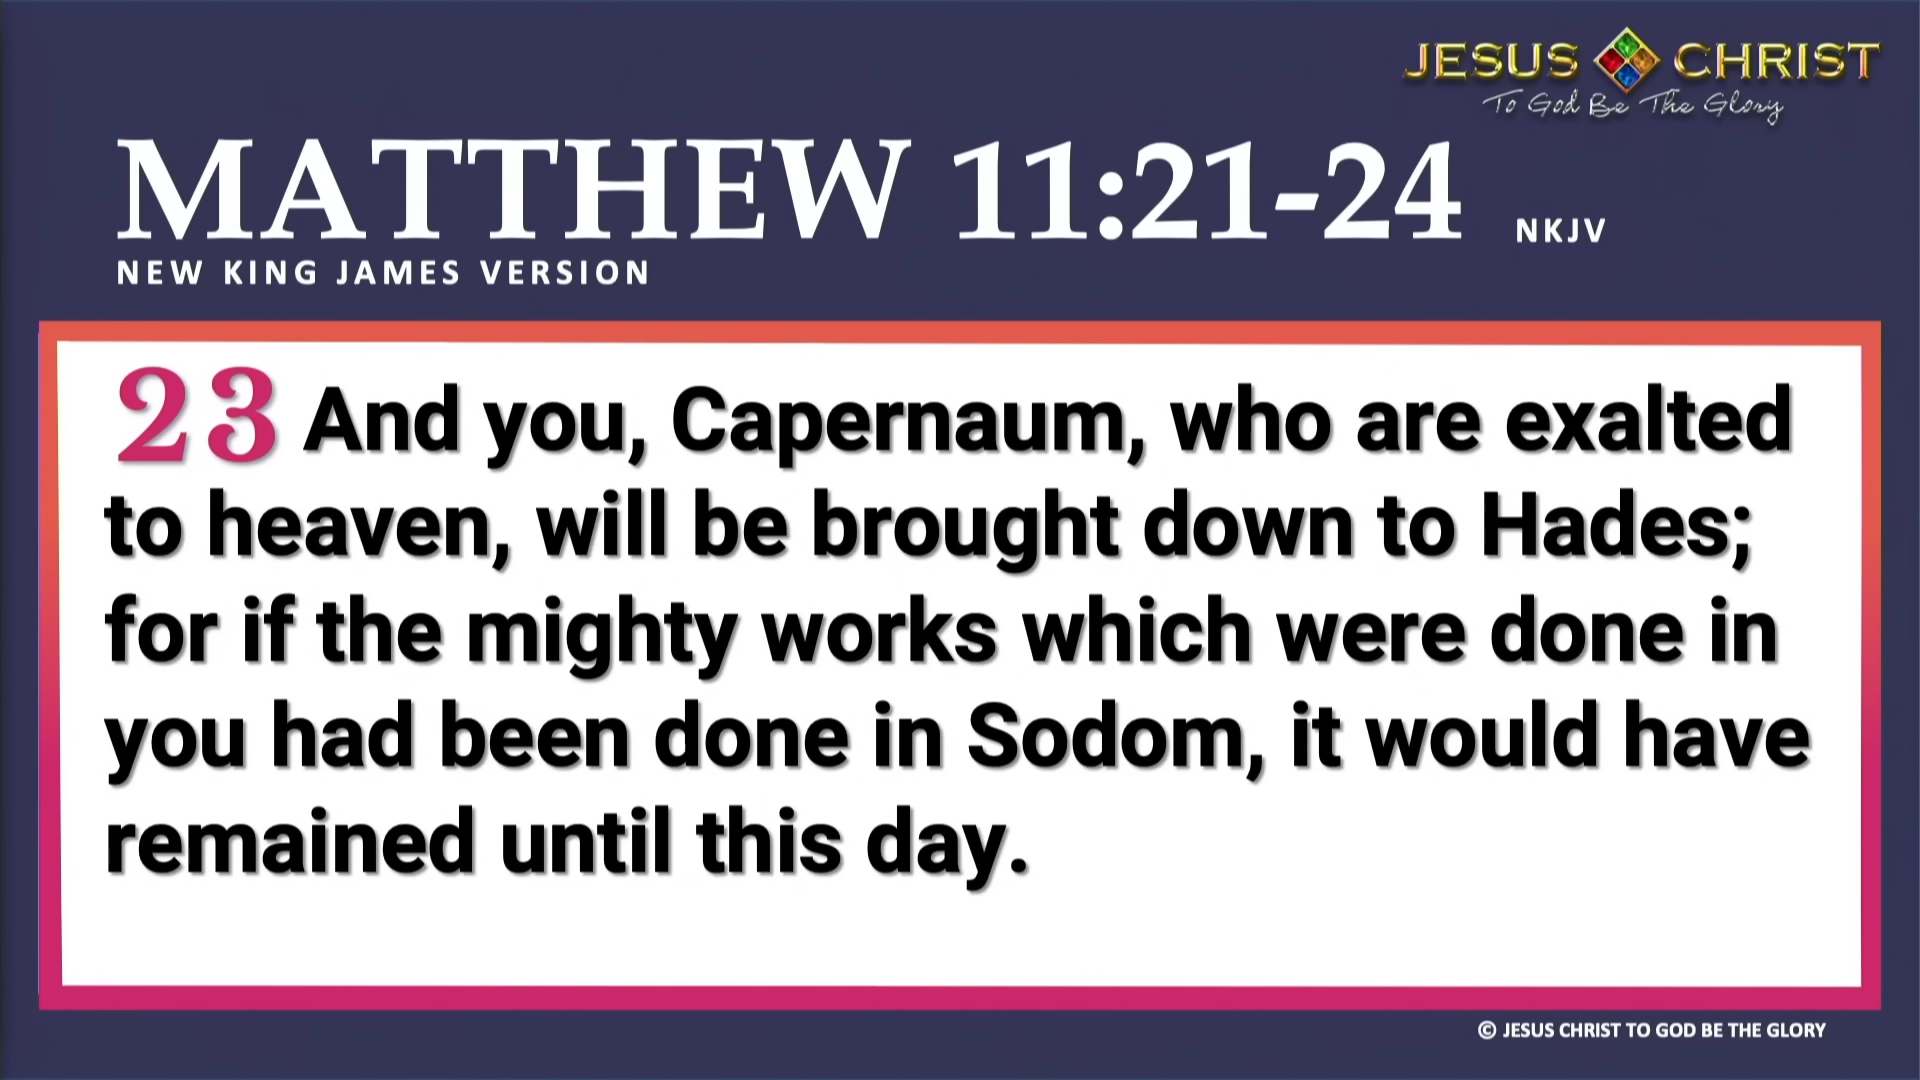 JESUS CHRIST
To God Be The Glory
MATTHEW 11:21-24 NKJV
NEW KING JAMES VERSION
23 And you, Capernaum, who are exalted
to heaven, will be brought down to Hades;
for if the mighty works which were done in
you had been done in Sodom, it would have
remained until this day.
© JESUS CHRIST TO GOD BE THE GLORY